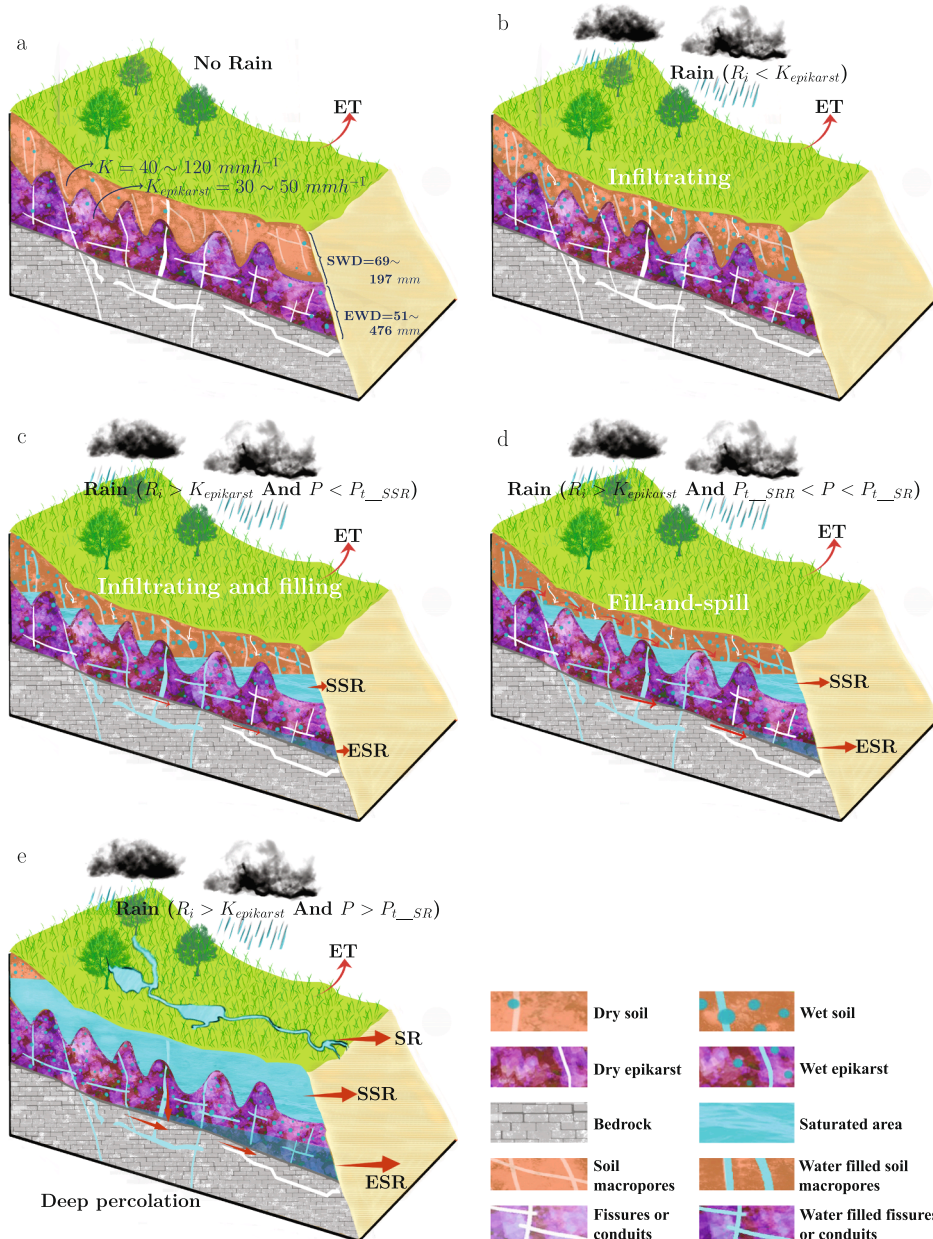 a
No Rain
ET
K = 40 ~ 120 mmh⁻¹
K_epikarst = 30 ~ 50 mmh⁻¹
SWD=69~
197 mm
EWD=51~
476 mm
b
Rain (R_i < K_epikarst)
ET
Infiltrating
c
Rain (R_i > K_epikarst And P < P_t_SSR)
ET
Infiltrating and filling
SSR
ESR
d
Rain (R_i > K_epikarst And P_t_SRR < P < P_t_SR)
ET
Fill-and-spill
SSR
ESR
e
Rain (R_i > K_epikarst And P > P_t_SR)
ET
SR
SSR
ESR
Deep percolation
Dry soil
Wet soil
Dry epikarst
Wet epikarst
Bedrock
Saturated area
Soil
macropores
Water filled soil
macropores
Fissures or
conduits
Water filled fissures
or conduits